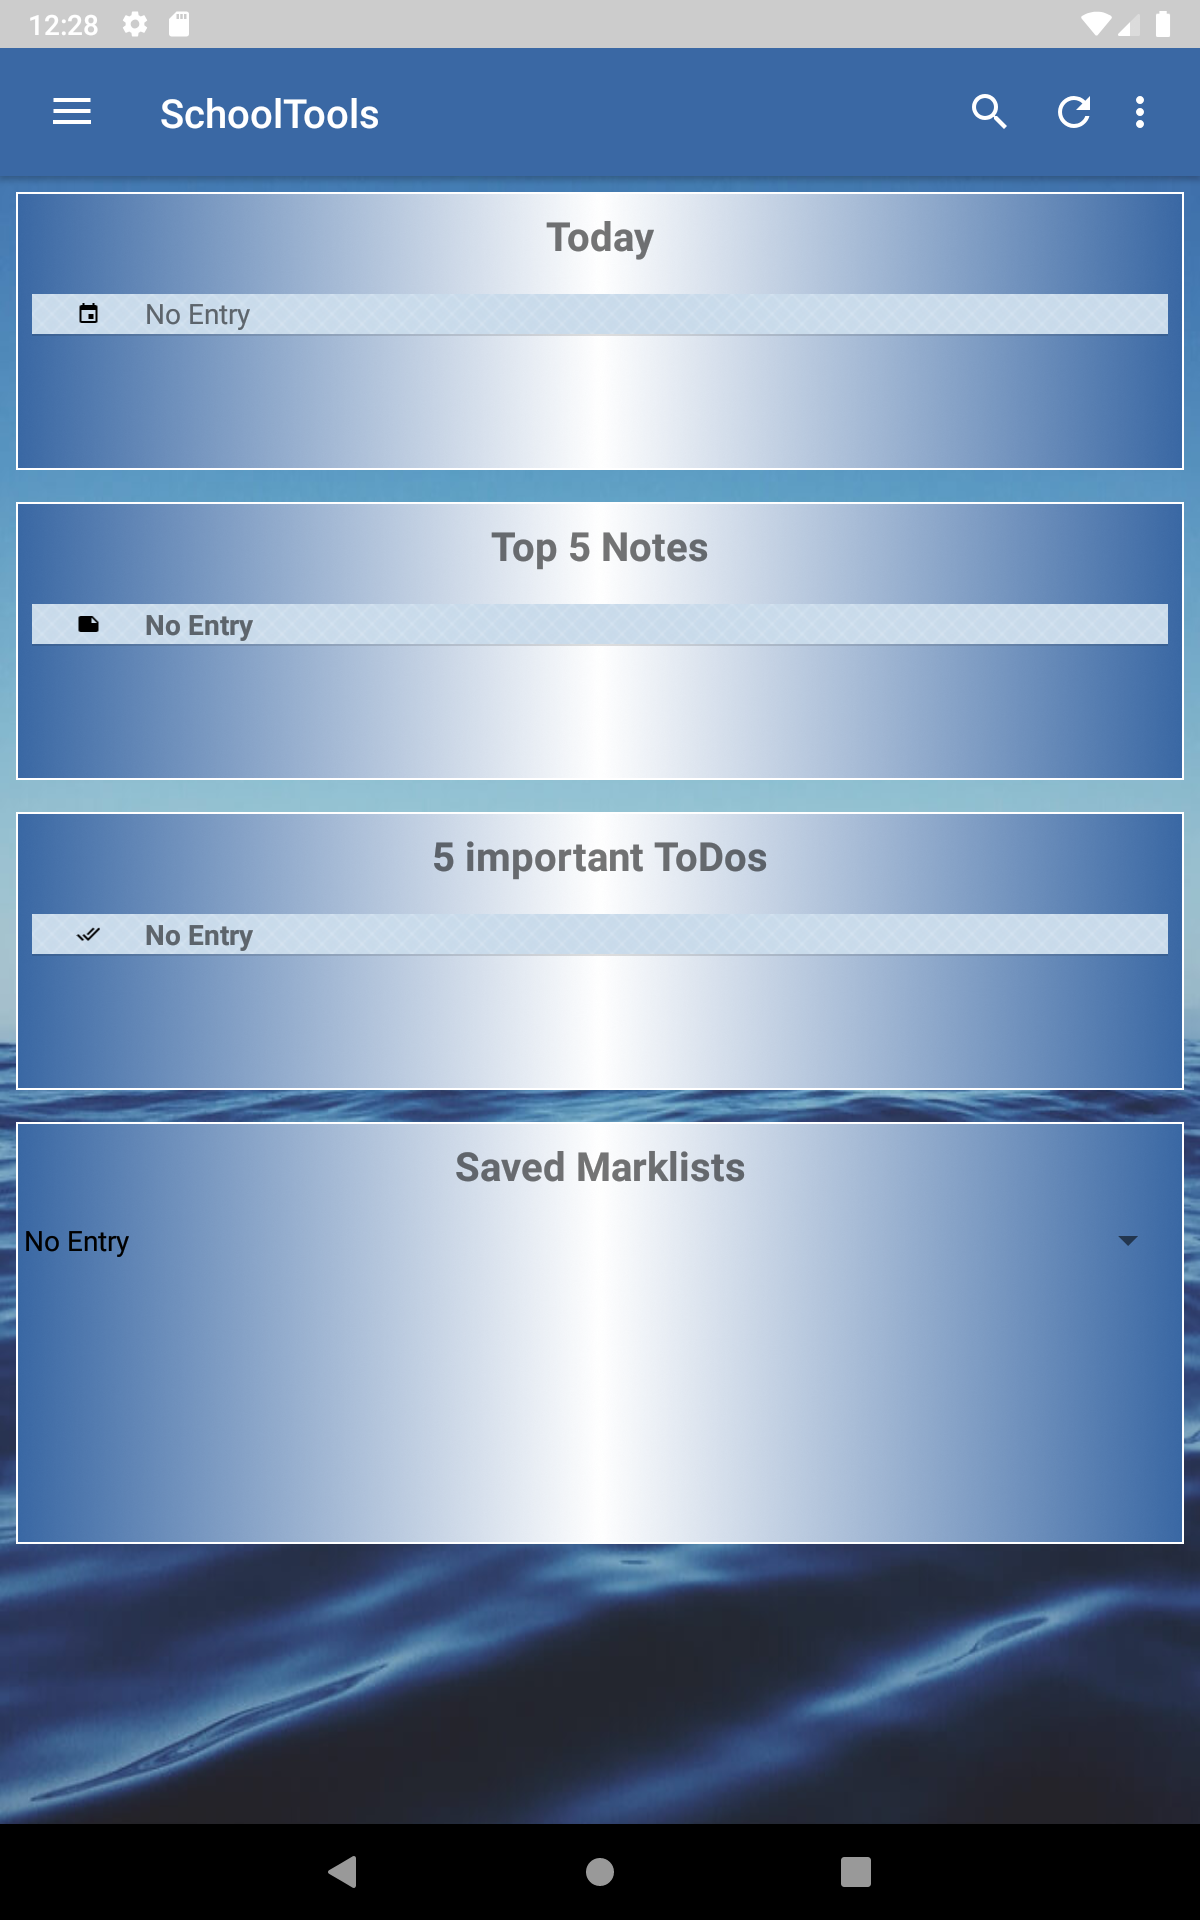 12:28
SchoolTools
Today
No Entry
Top 5 Notes
No Entry
5 important ToDos
No Entry
Saved Marklists
No Entry